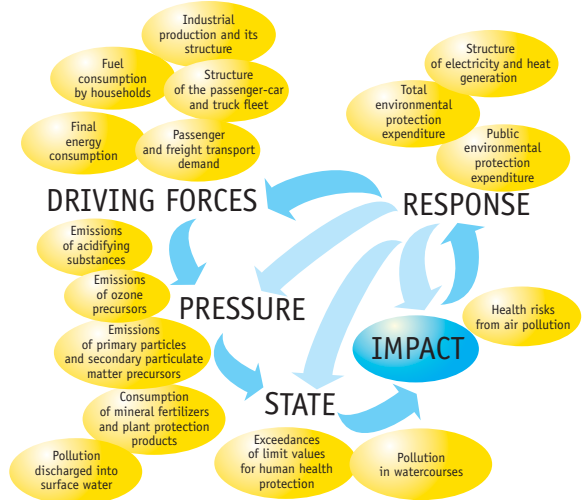 Industrial
production and its
structure
Fuel
consumption
by households
Structure
of the passenger-car
and truck fleet
Final
energy
consumption
Passenger
and freight transport
demand
Structure
of electricity and heat
generation
Total
environmental
protection
expenditure
Public
environmental
protection
expenditure
DRIVING FORCES
RESPONSE
Emissions
of acidifying
substances
Emissions
of ozone
precursors
PRESSURE
Emissions
of primary particles
and secondary particulate
matter precursors
Health risks
from air pollution
IMPACT
Consumption
of mineral fertilizers
and plant protection
products
STATE
Pollution
discharged into
surface water
Exceedances
of limit values
for human health
protection
Pollution
in watercourses